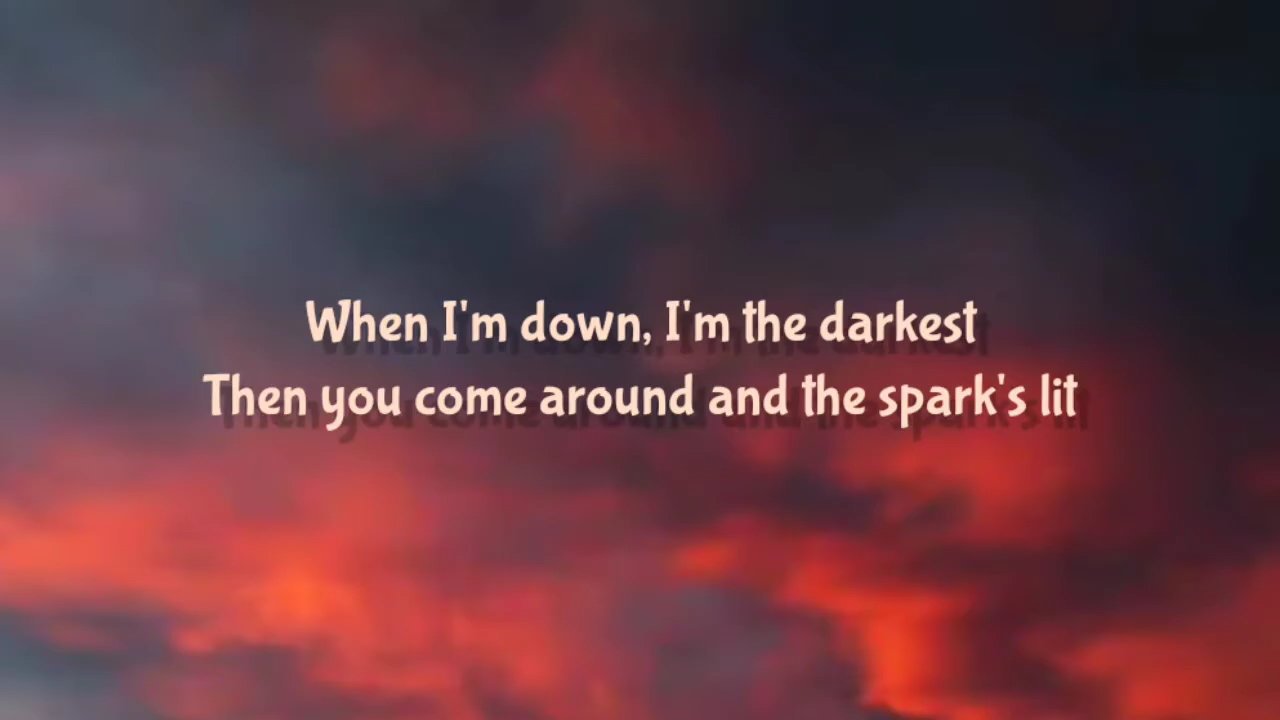 When I'm down, I'm the darkest
Then you come around and the spark's lit